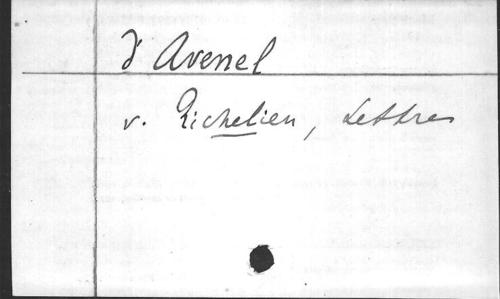 d'Avenel
v. Richelieu, Lettres